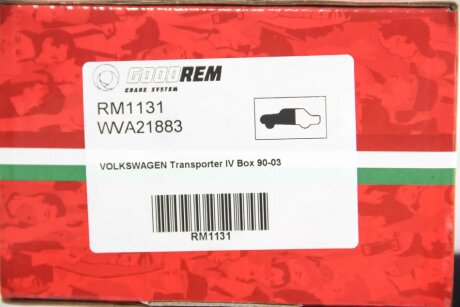 GOODREM
BRAKE SYSTEM
RM1131
WVA21883
VOLKSWAGEN Transporter IV Box 90-03
RM1131